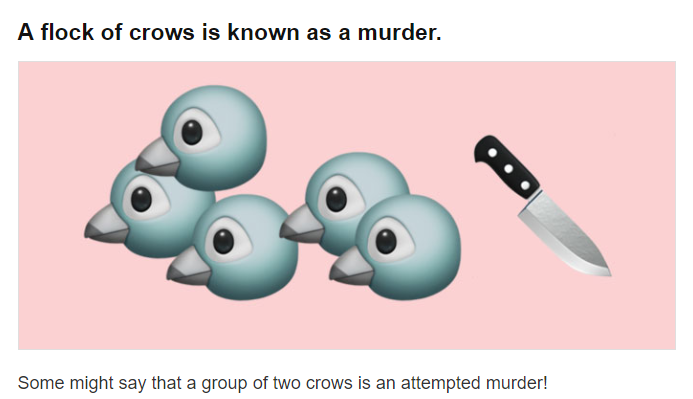 A flock of crows is known as a murder.
Some might say that a group of two crows is an attempted murder!